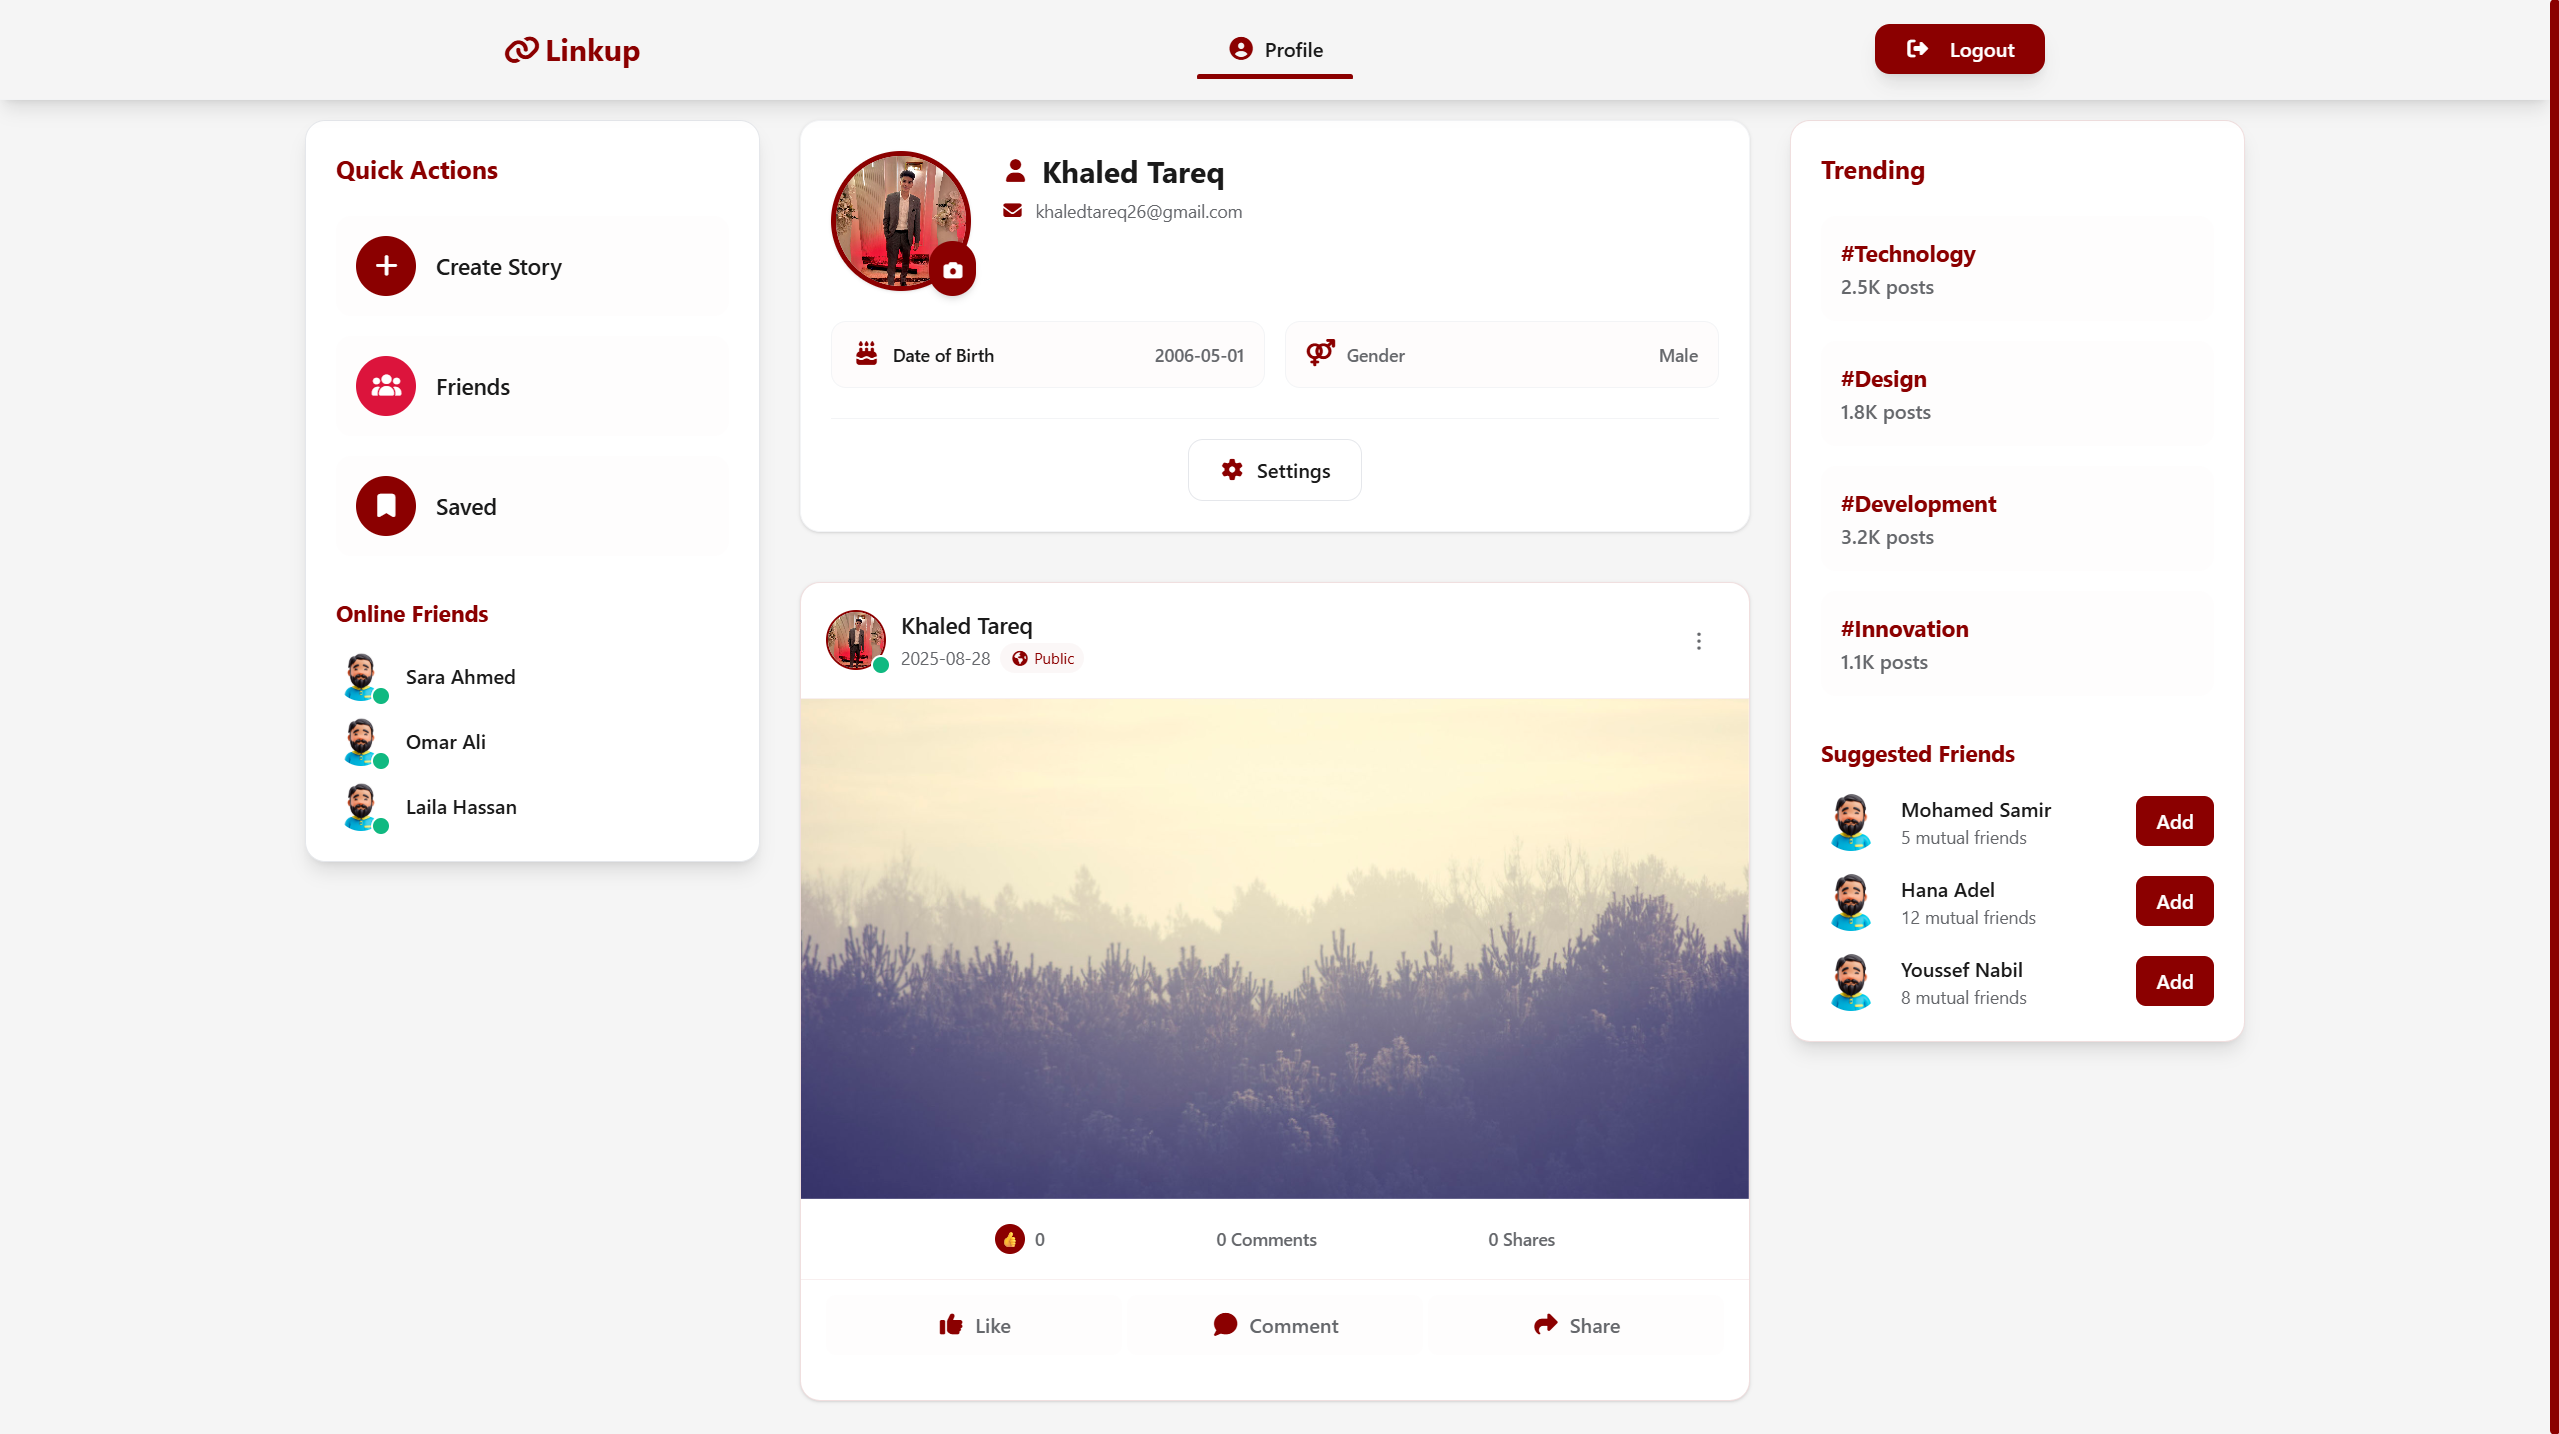 Linkup
Profile
Logout
Quick Actions
Create Story
Friends
Saved
Online Friends
Sara Ahmed
Omar Ali
Laila Hassan
Khaled Tareq
khaledtareq26@gmail.com
Date of Birth
2006-05-01
Gender
Male
Settings
Khaled Tareq
2025-08-28
Public
0
0 Comments
0 Shares
Like
Comment
Share
Trending
#Technology
2.5K posts
#Design
1.8K posts
#Development
3.2K posts
#Innovation
1.1K posts
Suggested Friends
Mohamed Samir
5 mutual friends
Add
Hana Adel
12 mutual friends
Add
Youssef Nabil
8 mutual friends
Add